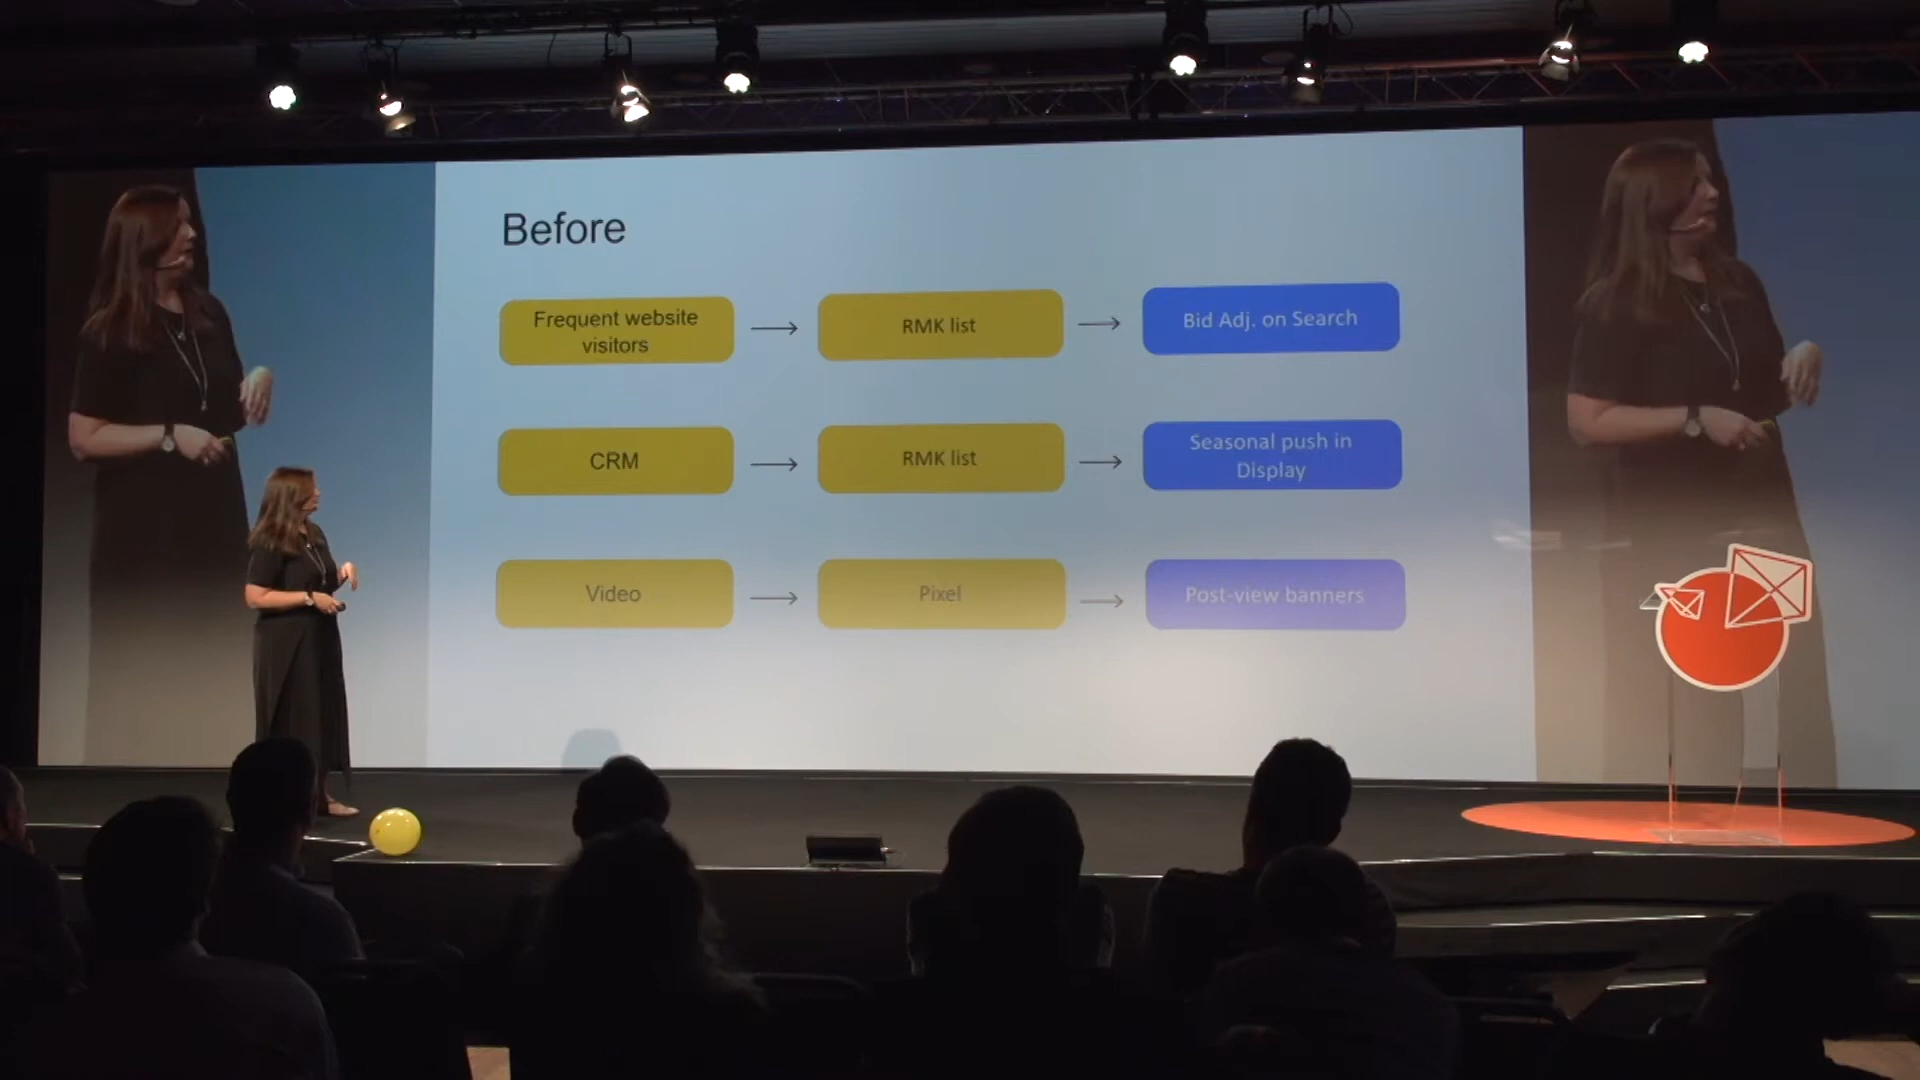 Before
Frequent website
visitors
RMK list
Bid Adj. on Search
CRM
RMK list
Seasonal push in
Display
Video
Pixel
Post-view banners